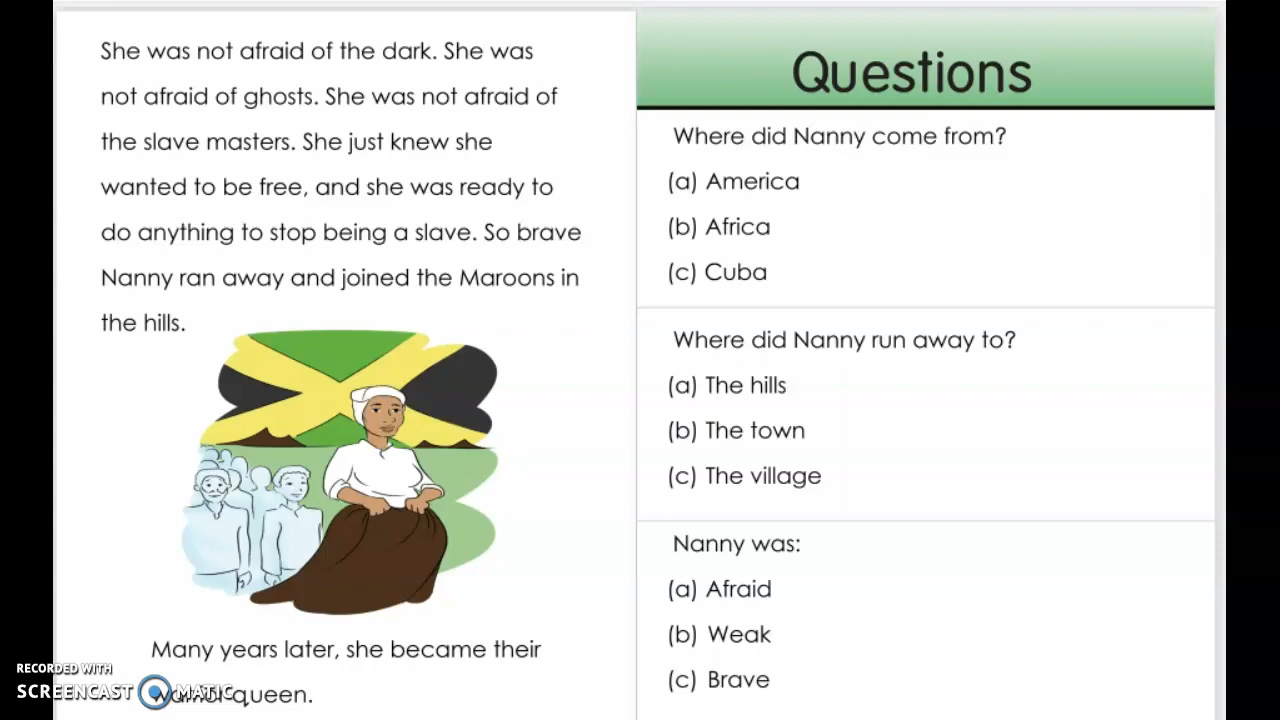 She was not afraid of the dark. She was
not afraid of ghosts. She was not afraid of
the slave masters. She just knew she
wanted to be free, and she was ready to
do anything to stop being a slave. So brave
Nanny ran away and joined the Maroons in
the hills.
Many years later, she became their
queen.
Questions
Where did Nanny come from?
(a) America
(b) Africa
(c) Cuba
Where did Nanny run away to?
(a) The hills
(b) The town
(c) The village
Nanny was:
(a) Afraid
(b) Weak
(c) Brave
RECORDED WITH
SCREENCAST MATIC